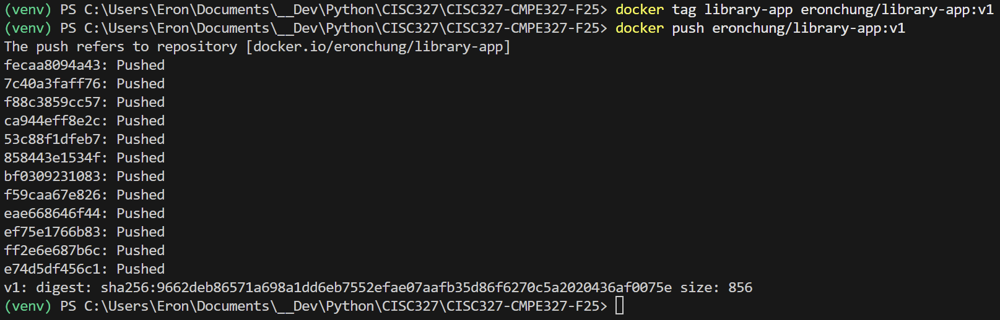 (venv) PS C:\Users\Eron\Documents\__Dev\Python\CISC327\CISC327-CMPE327-F25> docker tag library-app eronchung/library-app:v1
(venv) PS C:\Users\Eron\Documents\__Dev\Python\CISC327\CISC327-CMPE327-F25> docker push eronchung/library-app:v1
The push refers to repository [docker.io/eronchung/library-app]
fecaa8094a43: Pushed
7c40a3faff76: Pushed
f88c3859cc57: Pushed
ca944eff8e2c: Pushed
53c88f1dfeb7: Pushed
858443e1534f: Pushed
bf0309231083: Pushed
f59caa67e826: Pushed
eae668646f44: Pushed
ef75e1766b83: Pushed
ff2e6e687b6c: Pushed
e74d5df456c1: Pushed
v1: digest: sha256:9662deb86571a698a1dd6eb7552efae07aafb35d86f6270c5a2020436af0075e size: 856
(venv) PS C:\Users\Eron\Documents\__Dev\Python\CISC327\CISC327-CMPE327-F25>